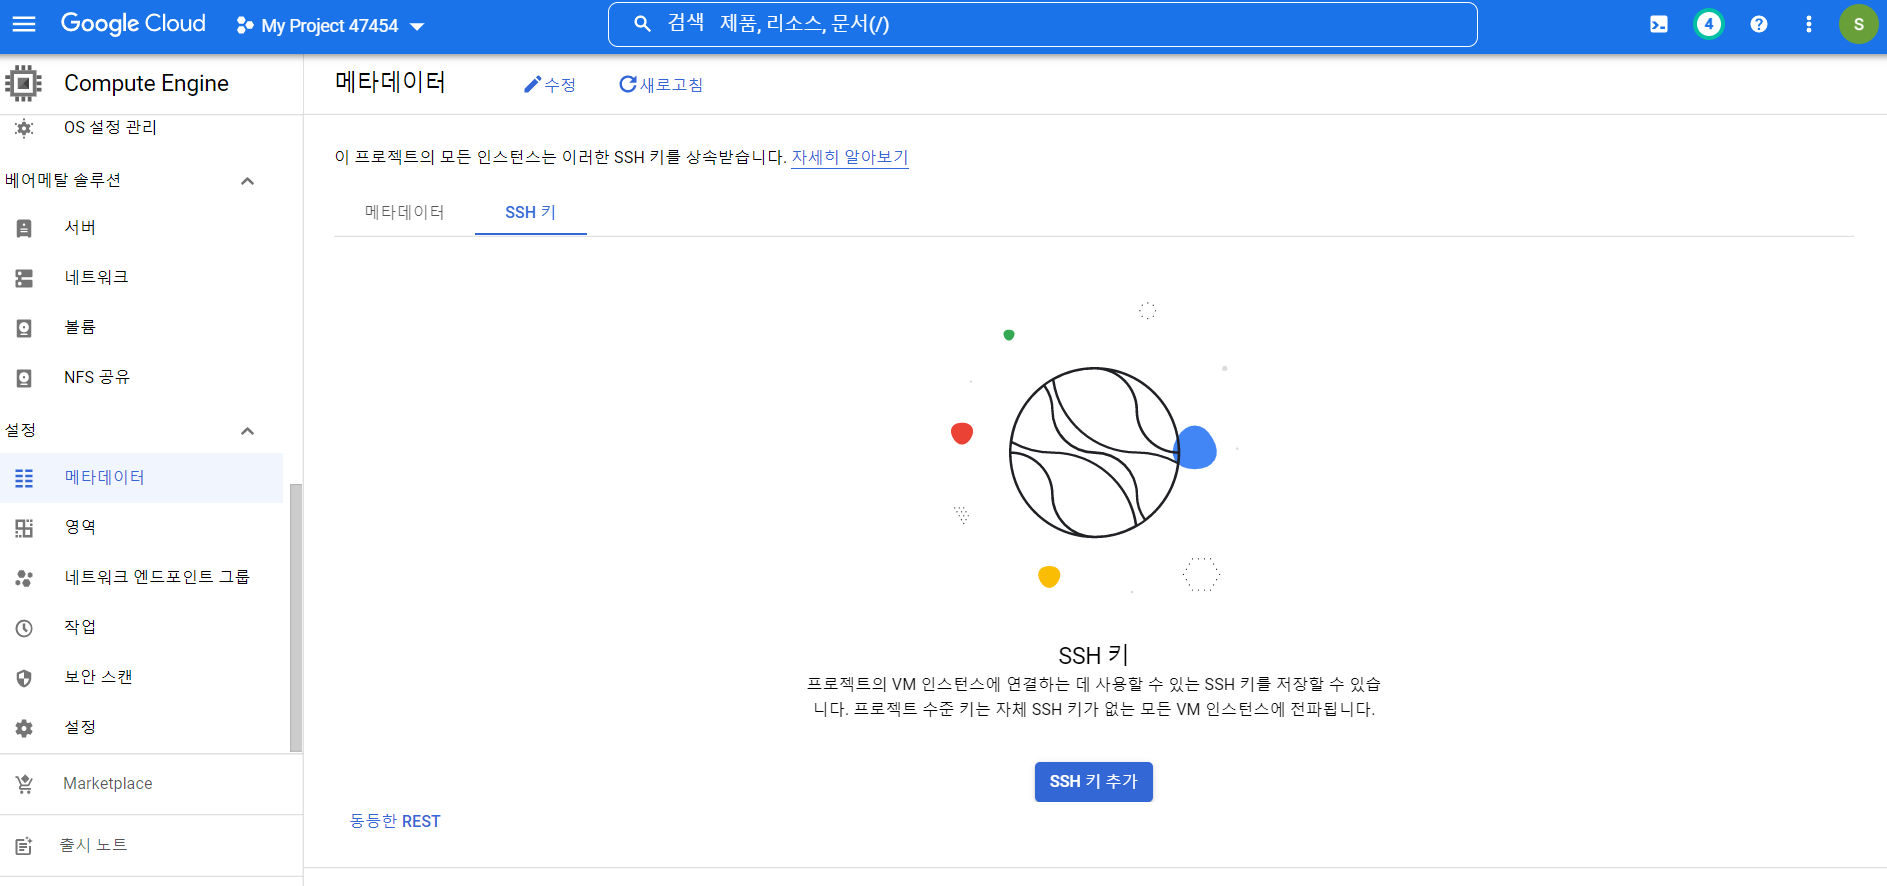 Google Cloud
My Project 47454
검색 제품, 리소스, 문서(/)
4
S
Compute Engine
OS 설정 관리
베어메탈 솔루션
서버
네트워크
볼륨
NFS 공유
설정
메타데이터
영역
네트워크 엔드포인트 그룹
작업
보안 스캔
설정
Marketplace
출시 노트
메타데이터
수정
새로고침
이 프로젝트의 모든 인스턴스는 이러한 SSH 키를 상속받습니다. 자세히 알아보기
메타데이터
SSH 키
SSH 키
프로젝트의 VM 인스턴스에 연결하는 데 사용할 수 있는 SSH 키를 저장할 수 있습
니다. 프로젝트 수준 키는 자체 SSH 키가 없는 모든 VM 인스턴스에 전파됩니다.
SSH 키 추가
동등한 REST